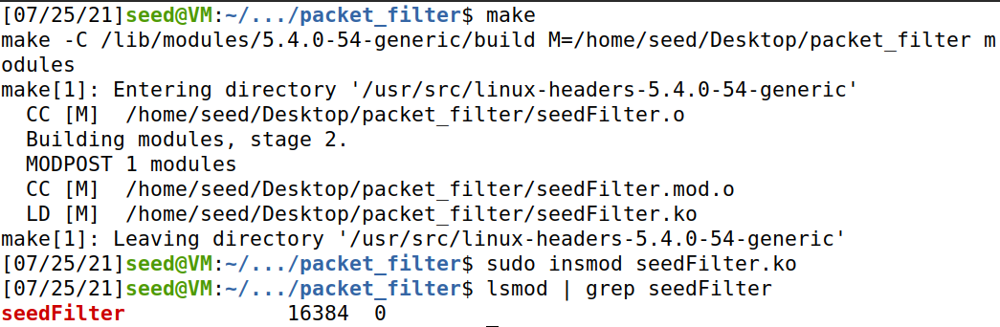 [07/25/21]seed@VM:~/.../packet_filter$ make
make -C /lib/modules/5.4.0-54-generic/build M=/home/seed/Desktop/packet_filter m
odules
make[1]: Entering directory '/usr/src/linux-headers-5.4.0-54-generic'
  CC [M]  /home/seed/Desktop/packet_filter/seedFilter.o
  Building modules, stage 2.
  MODPOST 1 modules
  CC [M]  /home/seed/Desktop/packet_filter/seedFilter.mod.o
  LD [M]  /home/seed/Desktop/packet_filter/seedFilter.ko
make[1]: Leaving directory '/usr/src/linux-headers-5.4.0-54-generic'
[07/25/21]seed@VM:~/.../packet_filter$ sudo insmod seedFilter.ko
[07/25/21]seed@VM:~/.../packet_filter$ lsmod | grep seedFilter
seedFilter             16384  0